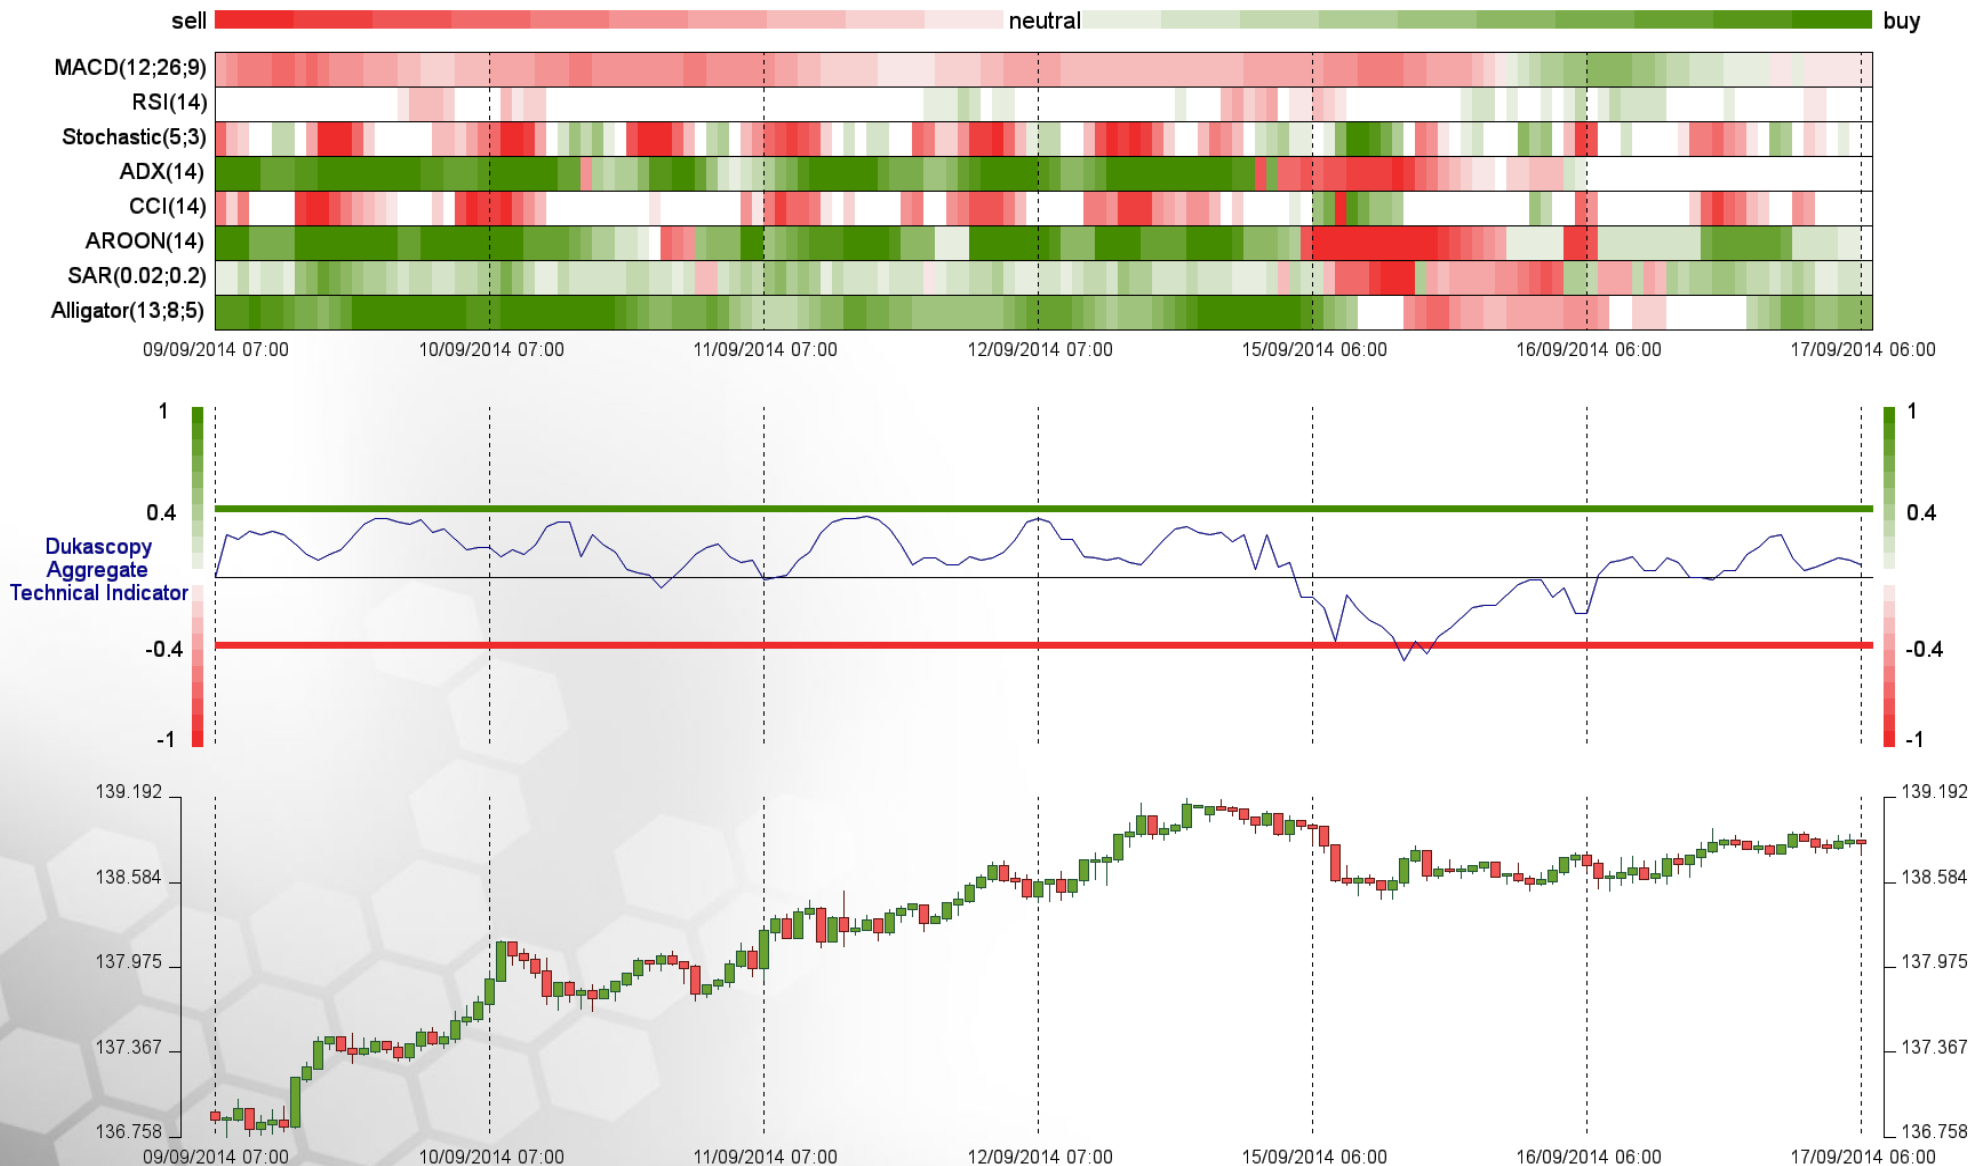 sell neutral buy
MACD(12;26;9)
RSI(14)
Stochastic(5;3)
ADX(14)
CCI(14)
AROON(14)
SAR(0.02;0.2)
Alligator(13;8;5)
09/09/2014 07:00 10/09/2014 07:00 11/09/2014 07:00 12/09/2014 07:00 15/09/2014 06:00 16/09/2014 06:00 17/09/2014 06:00
1 1
0.4 0.4
Dukascopy
Aggregate
Technical Indicator
-0.4 -0.4
-1 -1
139.192 139.192
138.584 138.584
137.975 137.975
137.367 137.367
136.758 136.758
09/09/2014 07:00 10/09/2014 07:00 11/09/2014 07:00 12/09/2014 07:00 15/09/2014 06:00 16/09/2014 06:00 17/09/2014 06:00